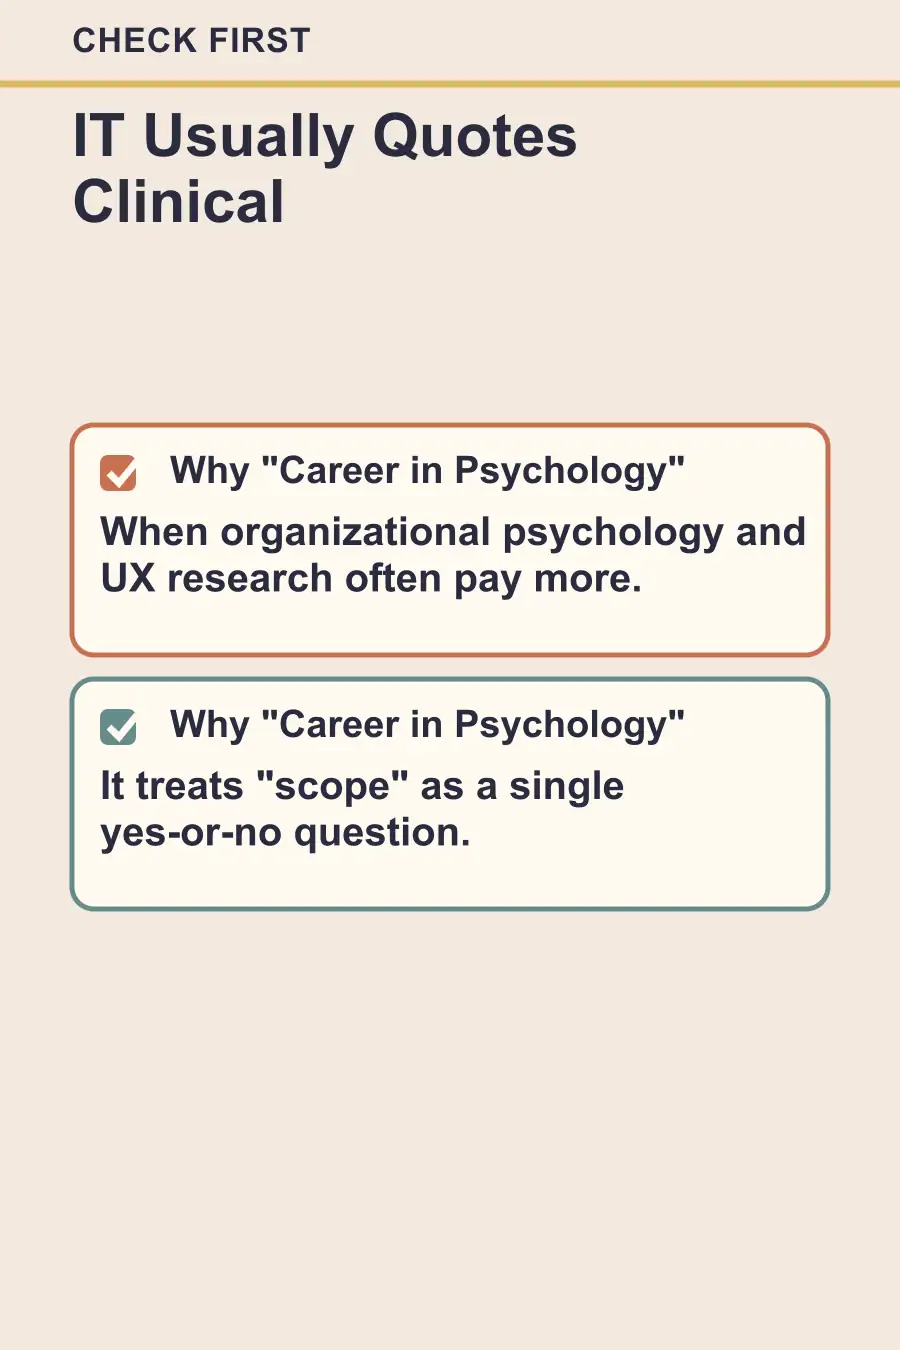 CHECK FIRST
IT Usually Quotes
Clinical
Why "Career in Psychology"
When organizational psychology and
UX research often pay more.
Why "Career in Psychology"
It treats "scope" as a single
yes-or-no question.